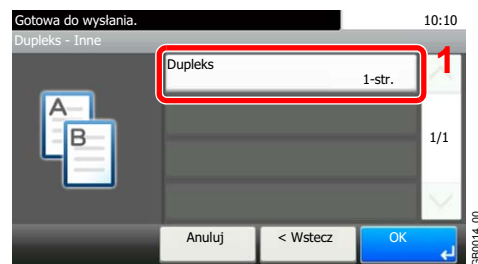 Gotowa do wysłania.
10:10
Dupleks - Inne
Dupleks
1-str.
1
A
B
1/1
Anuluj
< Wstecz
OK
GB0014_00